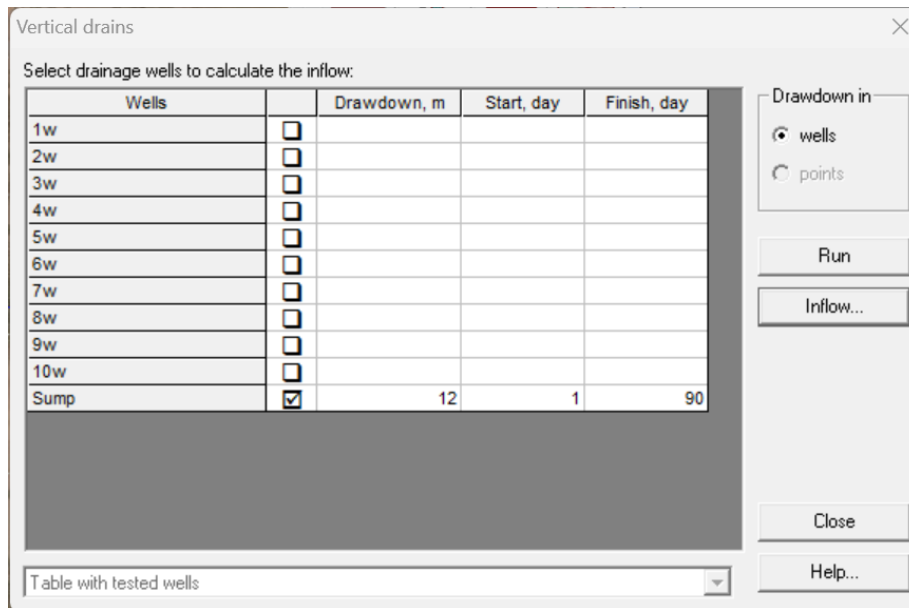 Vertical drains
Select drainage wells to calculate the inflow:
Wells Drawdown, m Start, day Finish, day
1w
2w
3w
4w
5w
6w
7w
8w
9w
10w
Sump 12 1 90
Table with tested wells
Drawdown in
wells
points
Run
Inflow...
Close
Help...